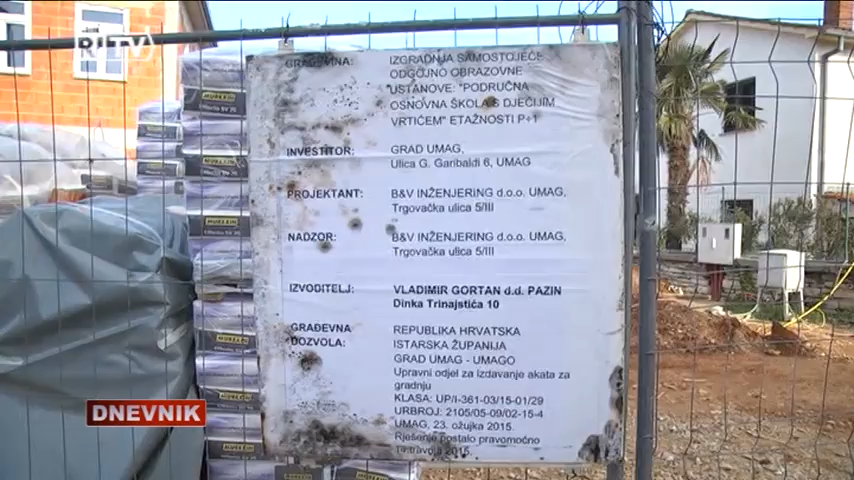 RiTV
GRAĐEVINA: IZGRADNJA SAMOSTOJEĆE
ODGOJNO OBRAZOVNE
USTANOVE: "PODRUČNA
OSNOVNA ŠKOLA S DJEČJIM
VRTIĆEM" ETAŽNOSTI P+1
INVESTITOR: GRAD UMAG,
Ulica G. Garibaldi 6, UMAG
PROJEKTANT: B&V INŽENJERING d.o.o. UMAG,
Trgovačka ulica 5/III
NADZOR: B&V INŽENJERING d.o.o. UMAG,
Trgovačka ulica 5/III
IZVODITELJ: VLADIMIR GORTAN d.d. PAZIN
Dinka Trinajstića 10
GRAĐEVNA DOZVOLA: REPUBLIKA HRVATSKA
ISTARSKA ŽUPANIJA
GRAD UMAG - UMAGO
Upravni odjel za izdavanje akata za
gradnju
KLASA: UP/I-361-03/15-01/29
URBROJ: 2105/05-09/02-15-4
UMAG, 23. ožujka 2015.
Rješenje postalo pravomoćno
travnja 2015.
DNEVNIK